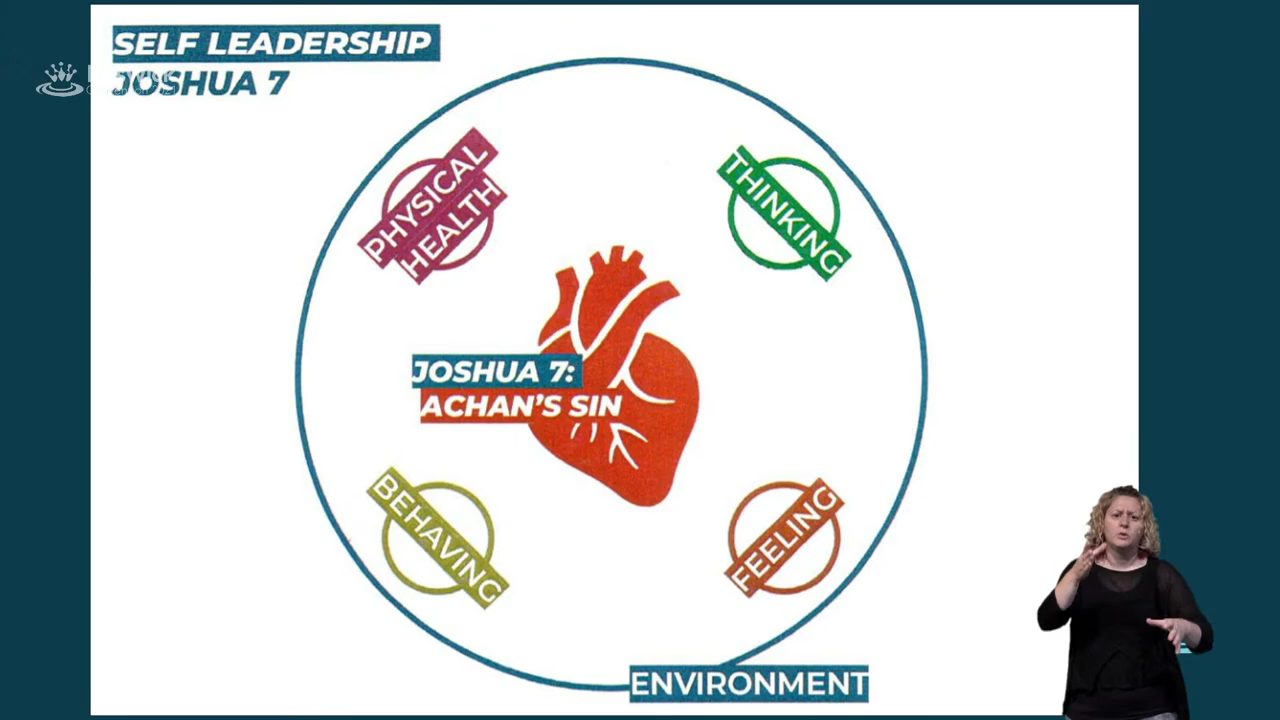 SELF LEADERSHIP
JOSHUA 7
PHYSICAL
HEALTH
THINKING
JOSHUA 7:
ACHAN'S SIN
BEHAVING
FEELING
ENVIRONMENT